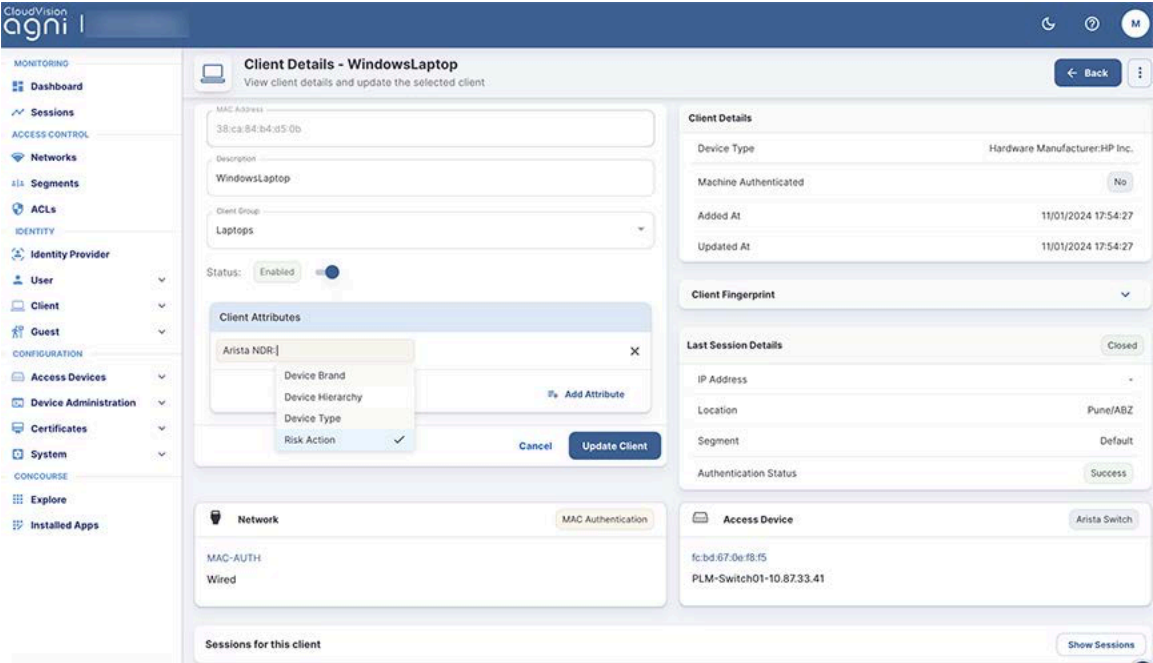 CloudVision
agni
M
MONITORING
Dashboard
Sessions
ACCESS CONTROL
Networks
Segments
ACLs
IDENTITY
Identity Provider
User
Client
Guest
CONFIGURATION
Access Devices
Device Administration
Certificates
System
CONCOURSE
Explore
Installed Apps
Client Details - WindowsLaptop
View client details and update the selected client
Back
MAC Address
38:ca:84:b4:d5:0b
Description
WindowsLaptop
Client Group
Laptops
Status: Enabled
Client Attributes
Arista NDR:
Device Brand
Device Hierarchy
Device Type
Risk Action
Add Attribute
Cancel Update Client
Client Details
Device Type Hardware Manufacturer:HP Inc.
Machine Authenticated No
Added At 11/01/2024 17:54:27
Updated At 11/01/2024 17:54:27
Client Fingerprint
Last Session Details Closed
IP Address -
Location Pune/ABZ
Segment Default
Authentication Status Success
Network MAC Authentication
MAC-AUTH
Wired
Access Device Arista Switch
fc:bd:67:0e:f8:f5
PLM-Switch01-10.87.33.41
Sessions for this client Show Sessions